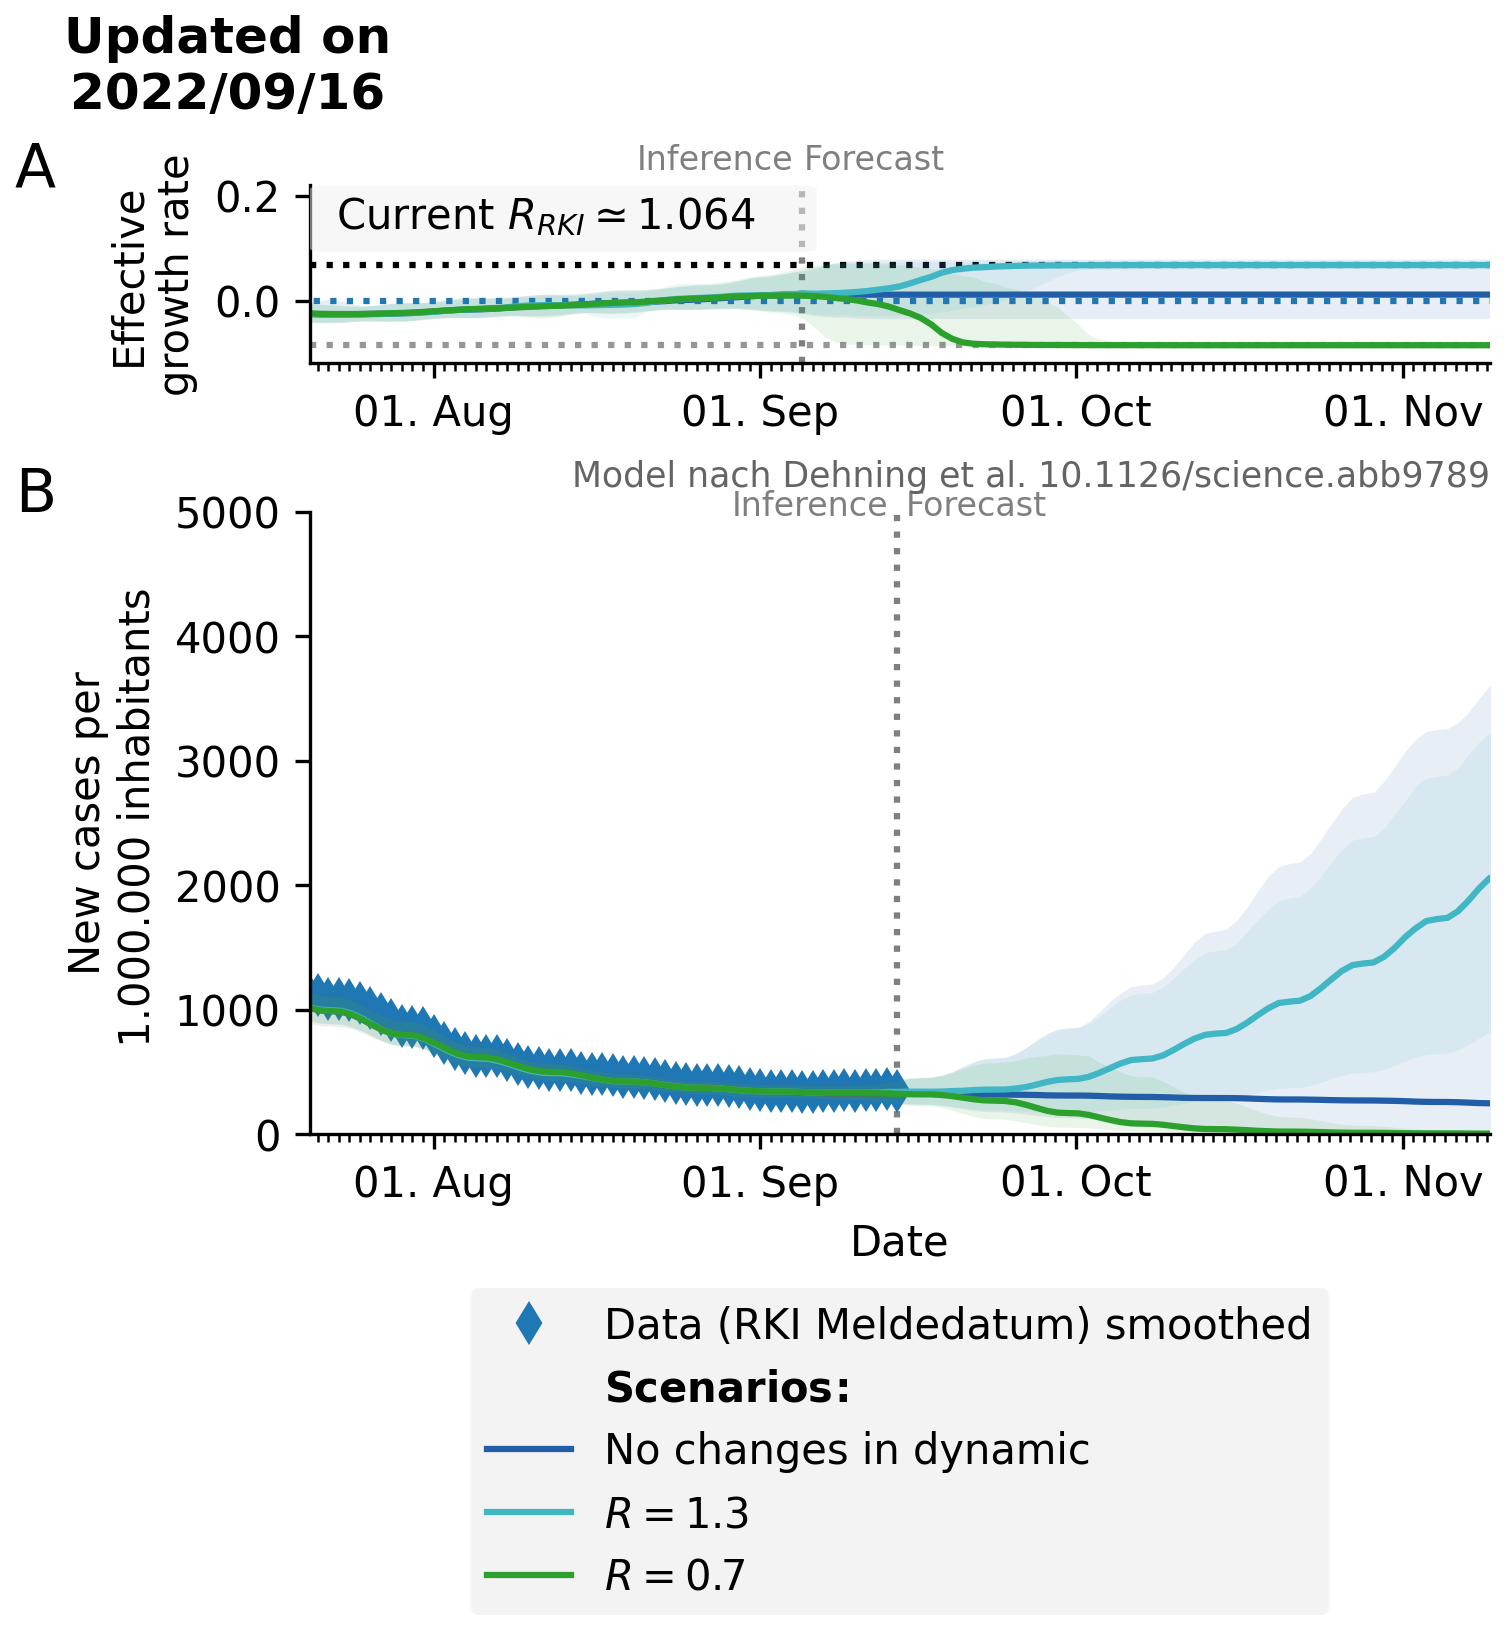 Updated on
2022/09/16
A
Inference Forecast
Effective
growth rate
0.2
0.0
Current R_RKI ≃ 1.064
01. Aug 01. Sep 01. Oct 01. Nov
B
Model nach Dehning et al. 10.1126/science.abb9789
Inference Forecast
New cases per
1.000.000 inhabitants
5000
4000
3000
2000
1000
0
01. Aug 01. Sep 01. Oct 01. Nov
Date
Data (RKI Meldedatum) smoothed
Scenarios:
No changes in dynamic
R = 1.3
R = 0.7